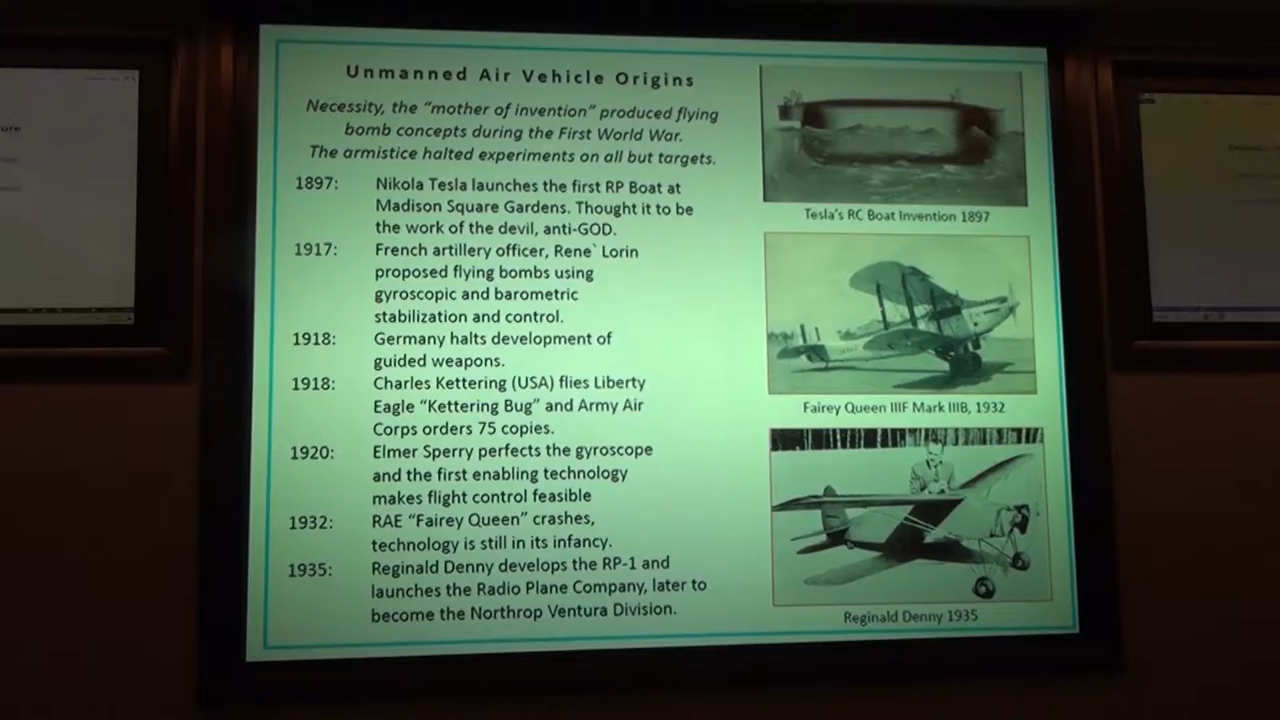 Unmanned Air Vehicle Origins
Necessity, the “mother of invention” produced flying
bomb concepts during the First World War.
The armistice halted experiments on all but targets.
1897: Nikola Tesla launches the first RP Boat at
Madison Square Gardens. Thought it to be
the work of the devil, anti-GOD.
1917: French artillery officer, Rene` Lorin
proposed flying bombs using
gyroscopic and barometric
stabilization and control.
1918: Germany halts development of
guided weapons.
1918: Charles Kettering (USA) flies Liberty
Eagle “Kettering Bug” and Army Air
Corps orders 75 copies.
1920: Elmer Sperry perfects the gyroscope
and the first enabling technology
makes flight control feasible
1932: RAE “Fairey Queen” crashes,
technology is still in its infancy.
1935: Reginald Denny develops the RP-1 and
launches the Radio Plane Company, later to
become the Northrop Ventura Division.
Tesla's RC Boat Invention 1897
Fairey Queen IIIF Mark IIIB, 1932
Reginald Denny 1935